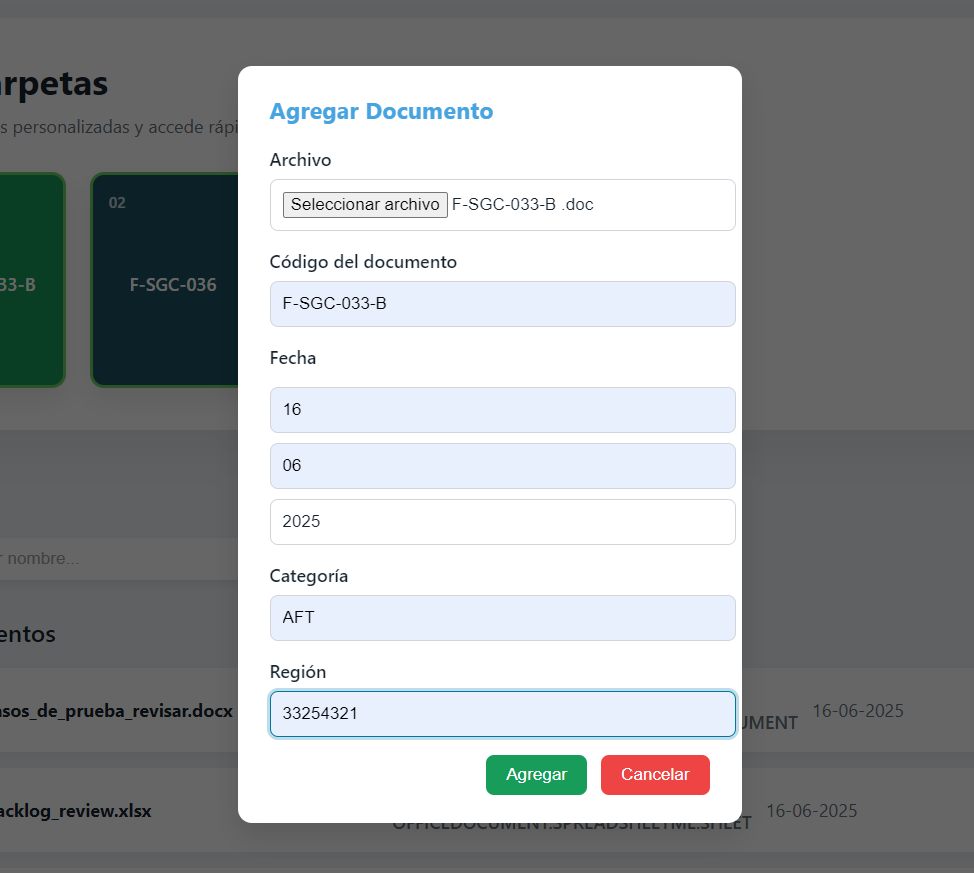 rpetas
s personalizadas y accede rápi
33-B
02
F-SGC-036
Agregar Documento
Archivo
Seleccionar archivo F-SGC-033-B .doc
Código del documento
F-SGC-033-B
Fecha
16
06
2025
Categoría
AFT
Región
33254321
Agregar
Cancelar
nombre...
entos
sos_de_prueba_revisar.docx
UMENT
16-06-2025
acklog_review.xlsx
OFFICEDOCUMENT.SPREADSHEETML.SHEET
16-06-2025